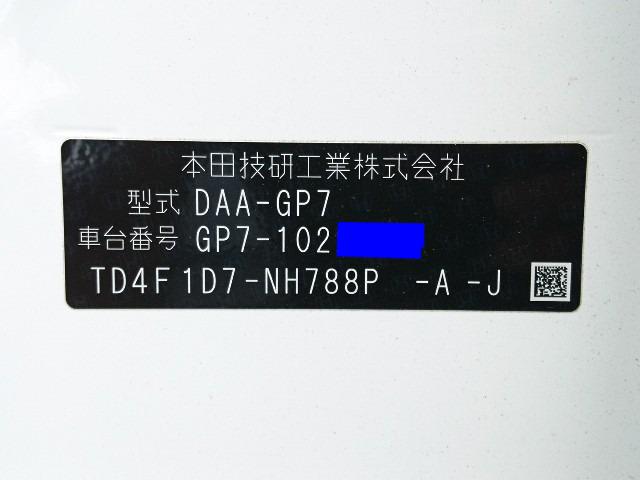 本田技研工業株式会社
型式 DAA-GP7
車台番号 GP7-102
TD4F1D7-NH788P -A-J